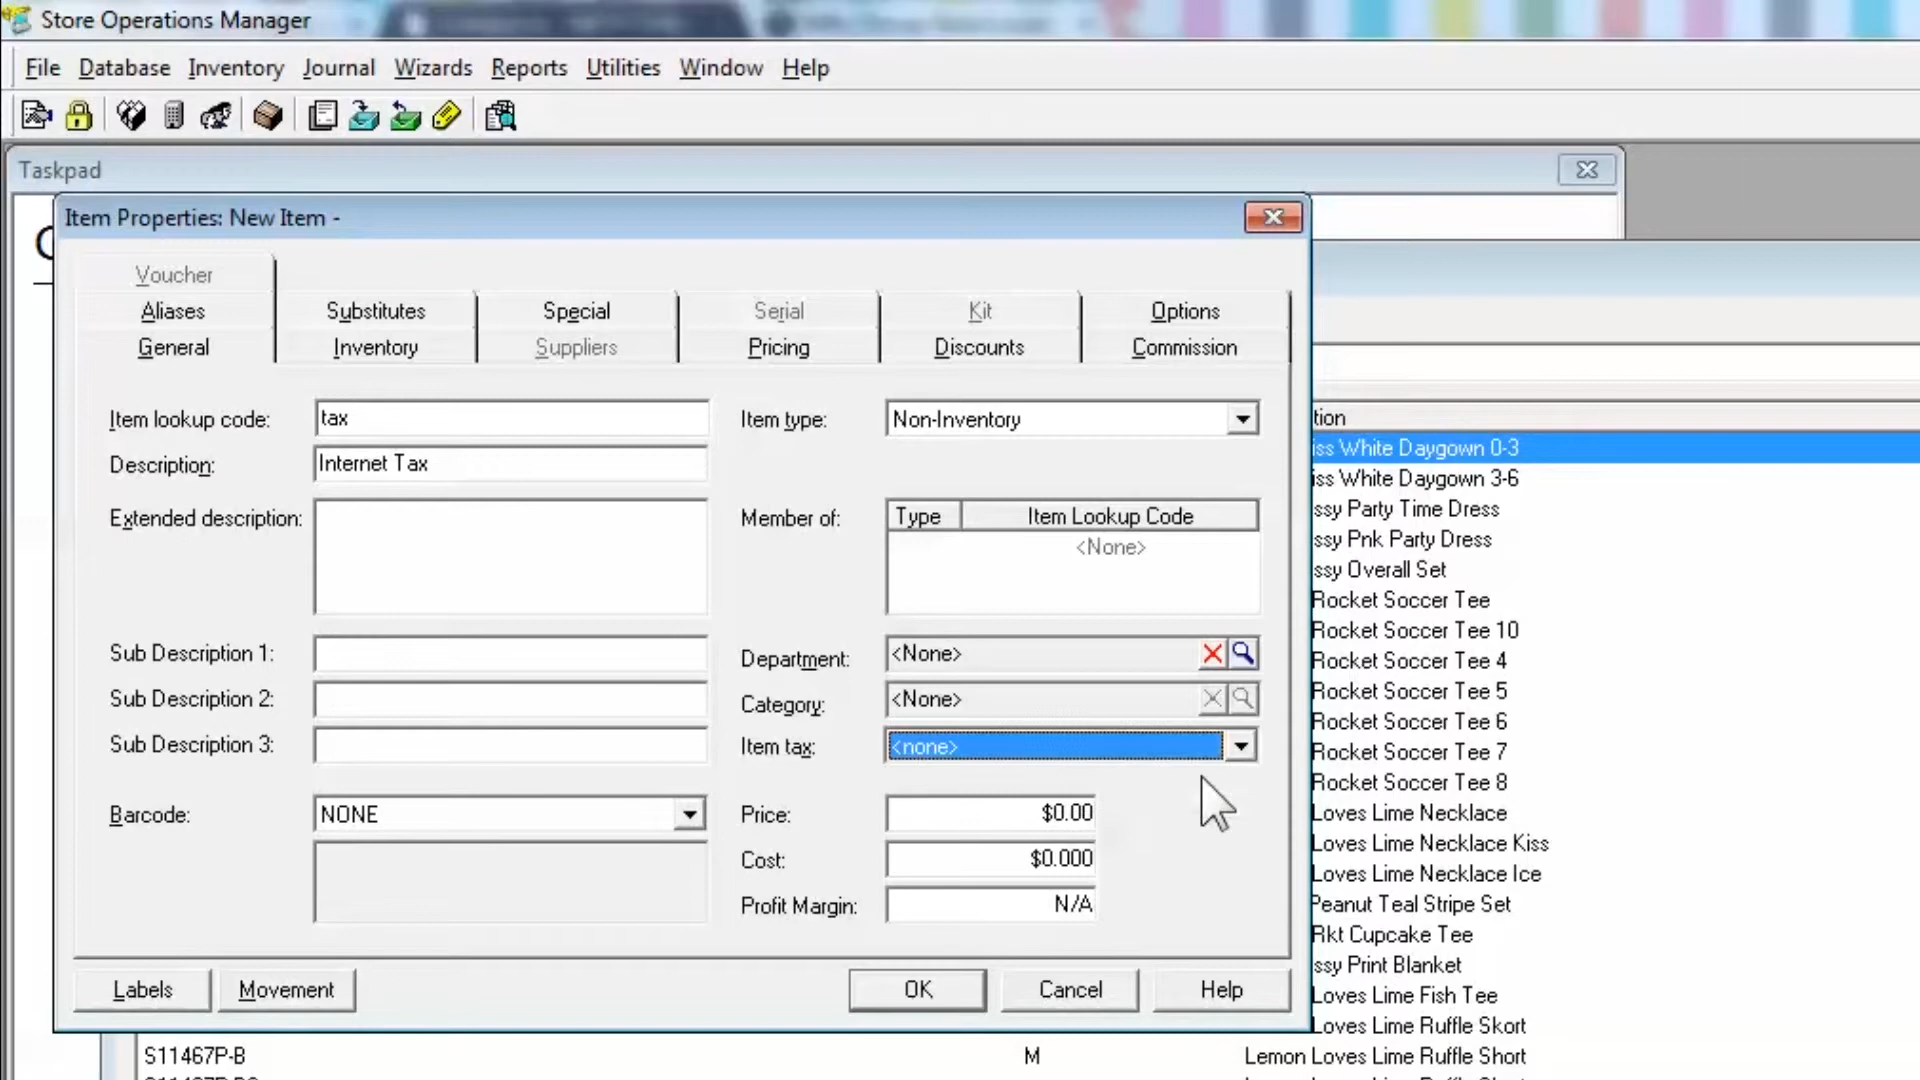 Store Operations Manager
File Database Inventory Journal Wizards Reports Utilities Window Help
Taskpad
Item Properties: New Item -
Voucher
Aliases Substitutes Special Serial Kit Options
General Inventory Suppliers Pricing Discounts Commission
Item lookup code: tax
Item type: Non-Inventory
Description: Internet Tax
Extended description:
Member of: Type Item Lookup Code
<None>
Sub Description 1:
Department: <None>
Sub Description 2:
Category: <None>
Sub Description 3:
Item tax: <none>
Barcode: NONE
Price: $0.00
Cost: $0.000
Profit Margin: N/A
Labels Movement OK Cancel Help
tion
iss White Daygown 0-3
iss White Daygown 3-6
ssy Party Time Dress
ssy Pnk Party Dress
ssy Overall Set
Rocket Soccer Tee
Rocket Soccer Tee 10
Rocket Soccer Tee 4
Rocket Soccer Tee 5
Rocket Soccer Tee 6
Rocket Soccer Tee 7
Rocket Soccer Tee 8
Loves Lime Necklace
Loves Lime Necklace Kiss
Loves Lime Necklace Ice
Peanut Teal Stripe Set
Rkt Cupcake Tee
ssy Print Blanket
Loves Lime Fish Tee
Loves Lime Ruffle Skort
S11467P-B M Lemon Loves Lime Ruffle Short